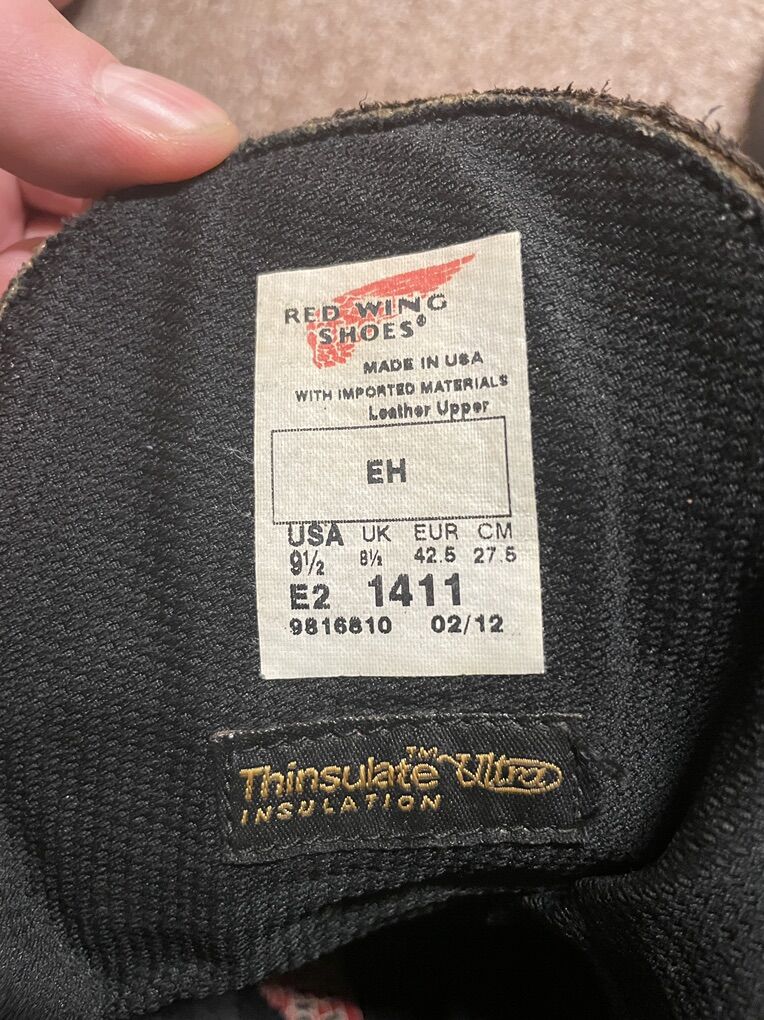 RED WING
SHOES®
MADE IN USA
WITH IMPORTED MATERIALS
Leather Upper
EH
USA UK EUR CM
9½ 8½ 42.5 27.5
E2 1411
9816810 02/12
Thinsulate™ Ultra
INSULATION